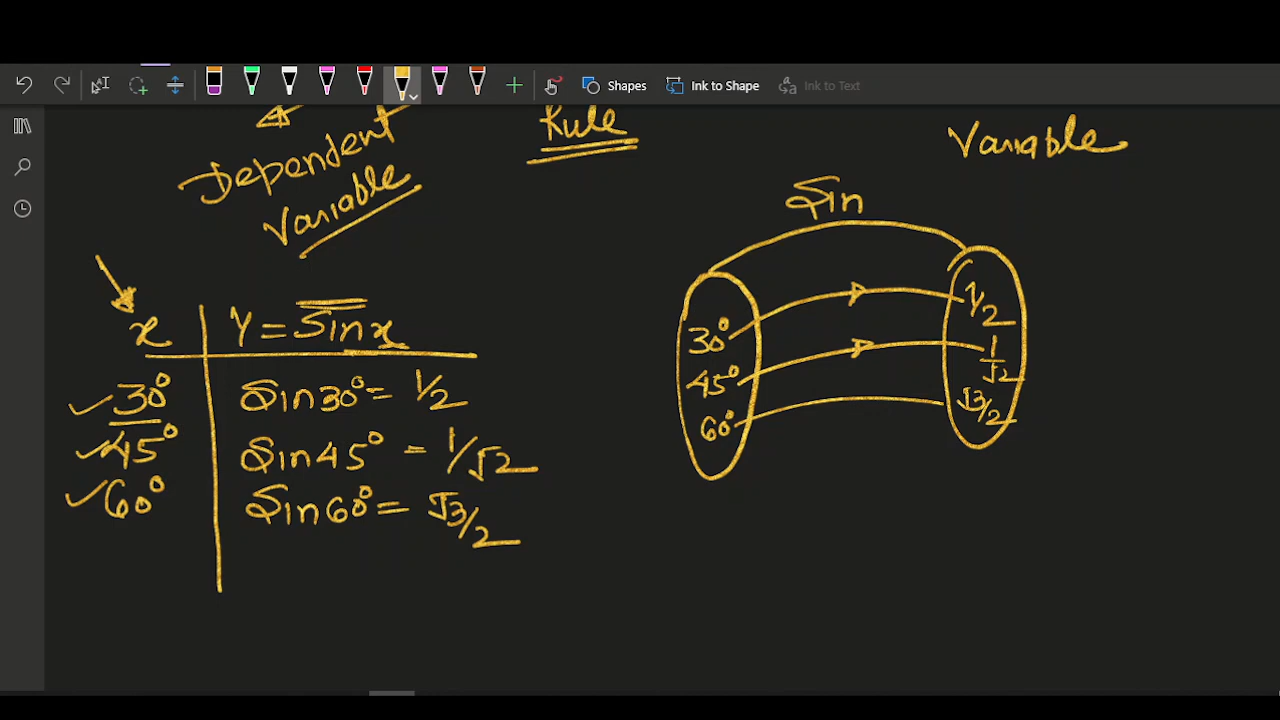 Shapes Ink to Shape Ink to Text
Dependent
Variable
Rule
Variable
x Y = Sin x
30° Sin 30° = 1/2
45° Sin 45° = 1/√2
60° Sin 60° = √3/2
Sin
30° 1/2
45° 1/√2
60° √3/2